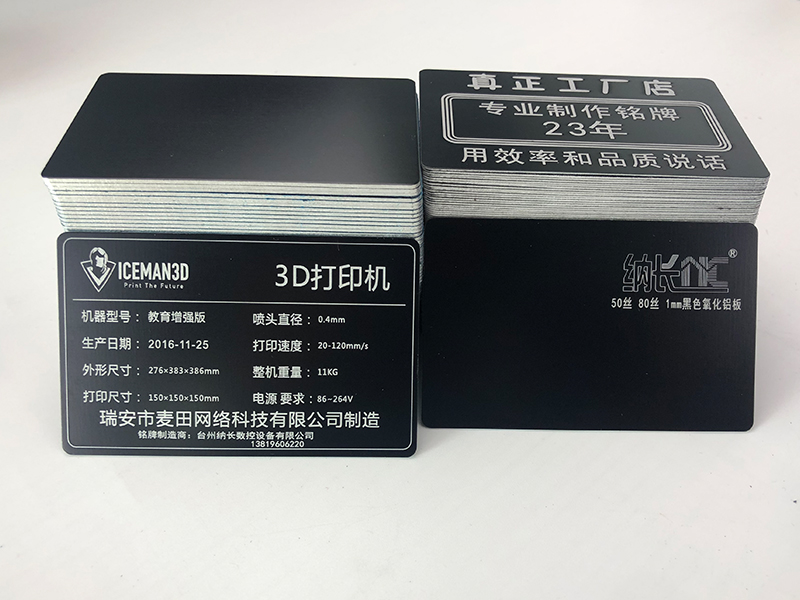 真正工厂店
专业制作铭牌
23年
用效率和品质说话
ICEMAN3D
Print The Future
3D打印机
机器型号： 教育增强版
喷头直径： 0.4mm
生产日期： 2016-11-25
打印速度： 20-120mm/s
外形尺寸： 276×383×386mm
整机重量： 11KG
打印尺寸： 150×150×150mm
电源 要求： 86~264V
瑞安市麦田网络科技有限公司制造
铭牌制造商：台州纳长数控设备有限公司
13819606220
纳长®
50丝 80丝 1mm黑色氧化铝板